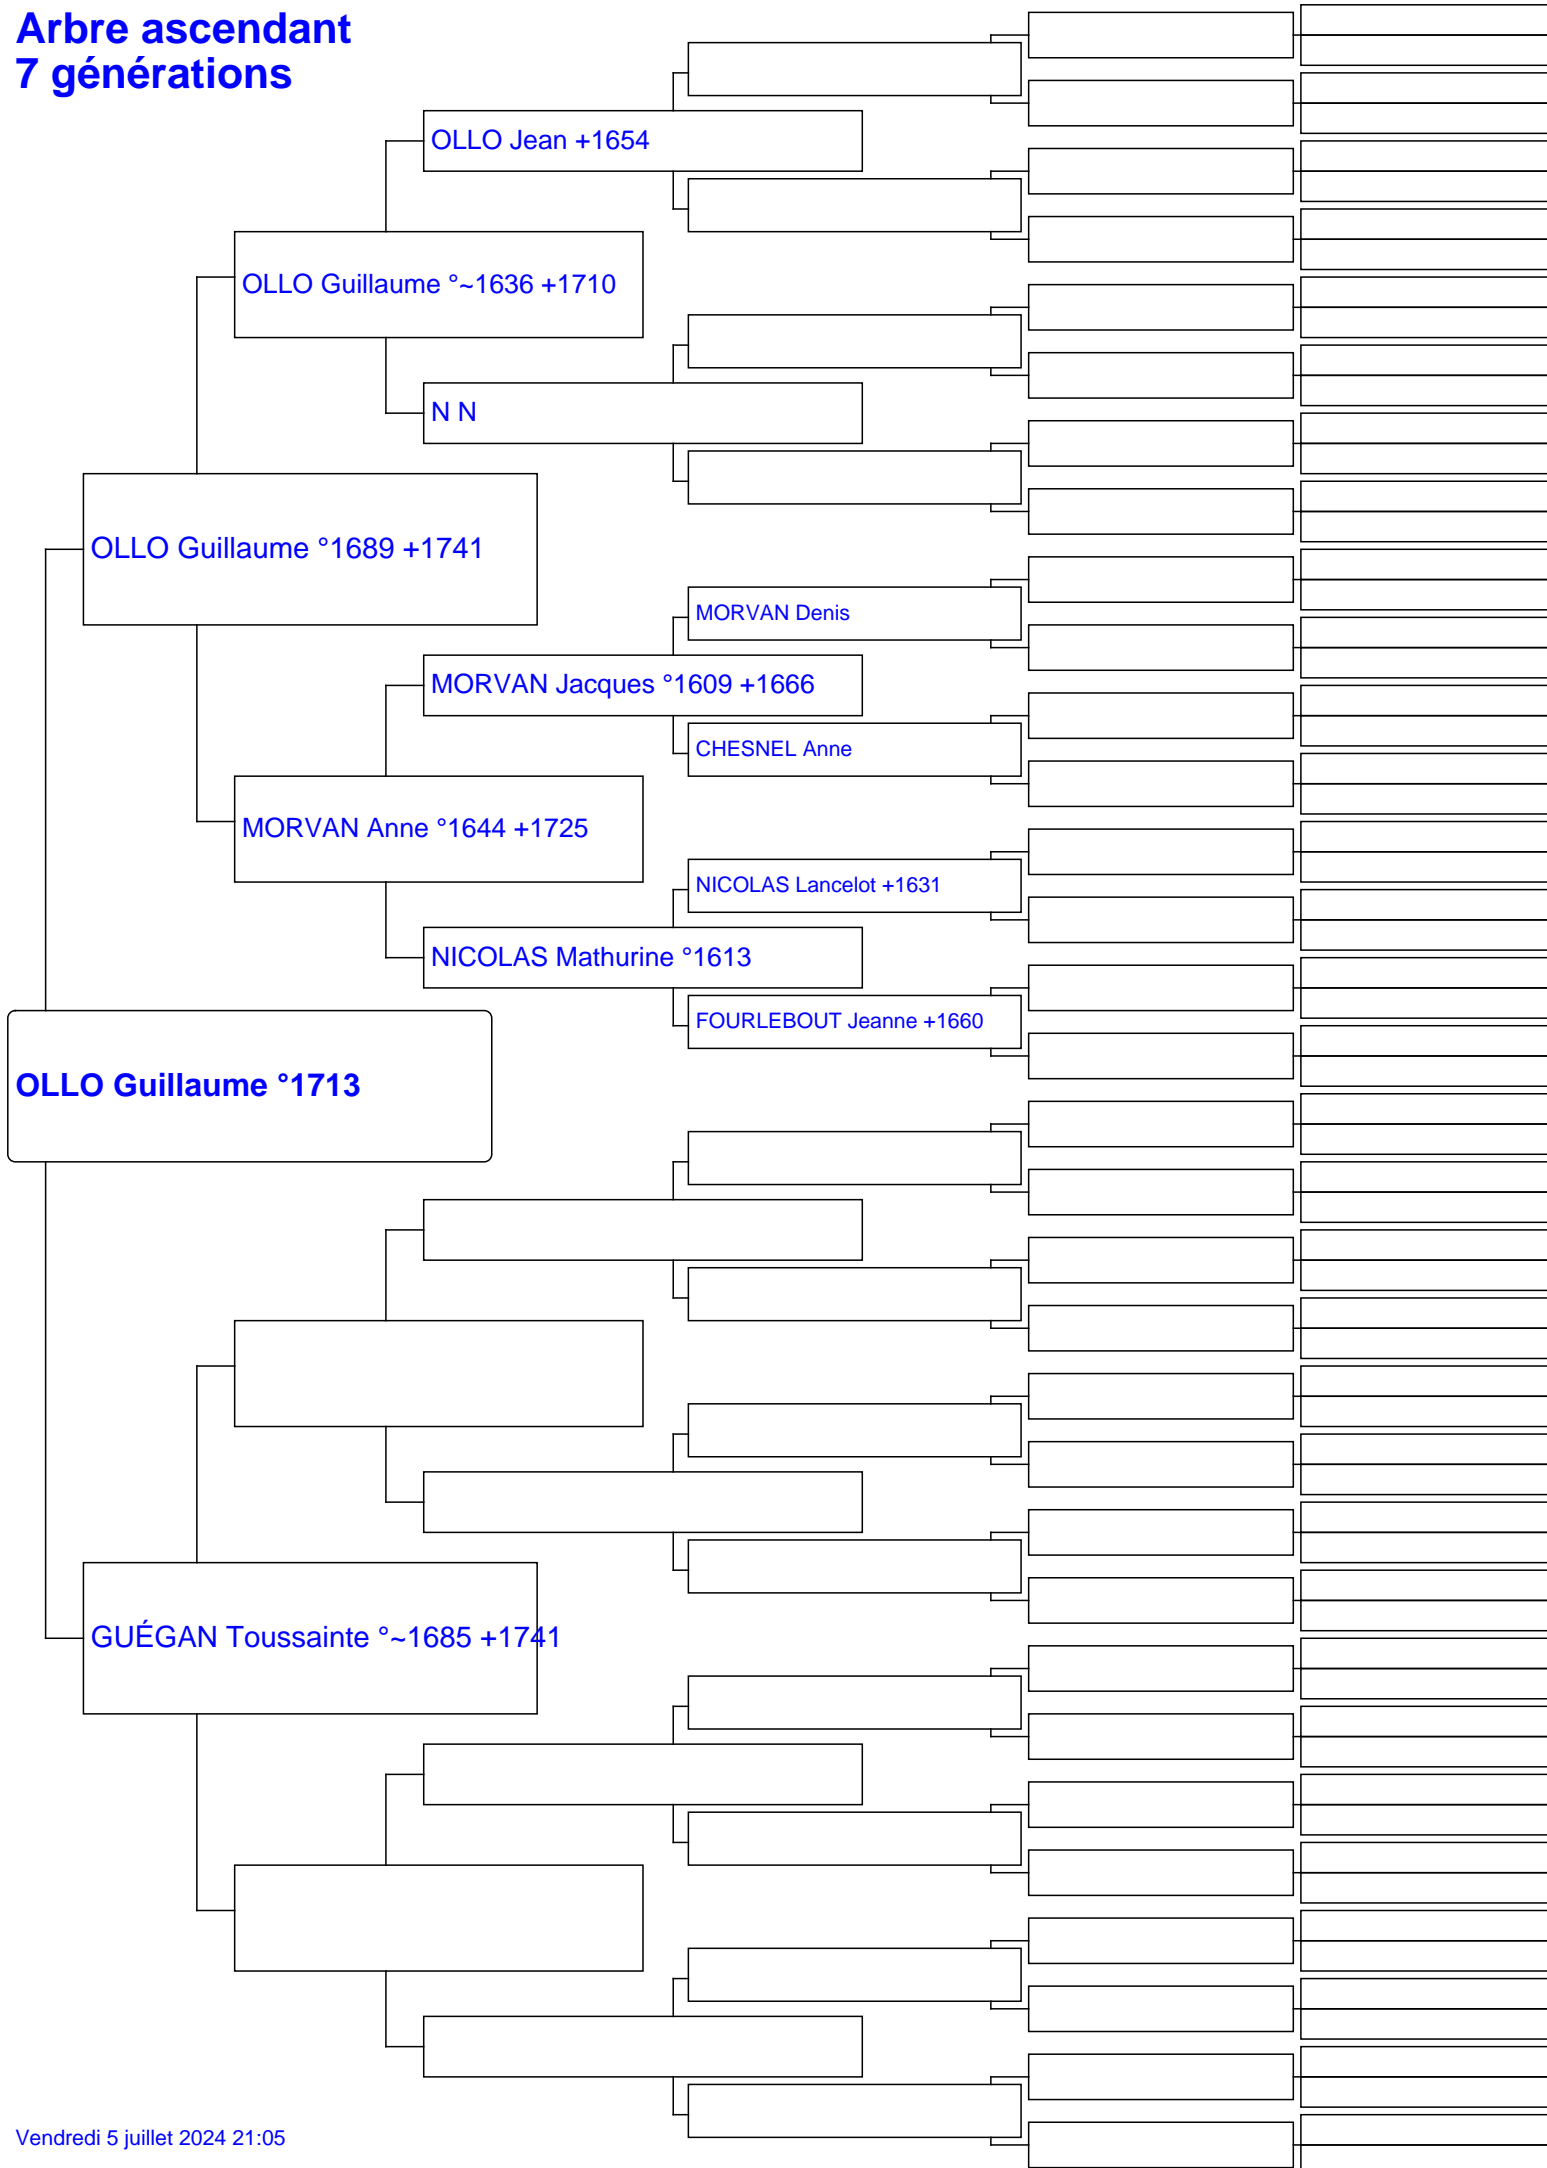 Arbre ascendant
7 générations
OLLO Jean +1654
OLLO Guillaume °~1636 +1710
N N
OLLO Guillaume °1689 +1741
MORVAN Denis
MORVAN Jacques °1609 +1666
CHESNEL Anne
MORVAN Anne °1644 +1725
NICOLAS Lancelot +1631
NICOLAS Mathurine °1613
FOURLEBOUT Jeanne +1660
OLLO Guillaume °1713
GUÉGAN Toussainte °~1685 +1741
Vendredi 5 juillet 2024 21:05